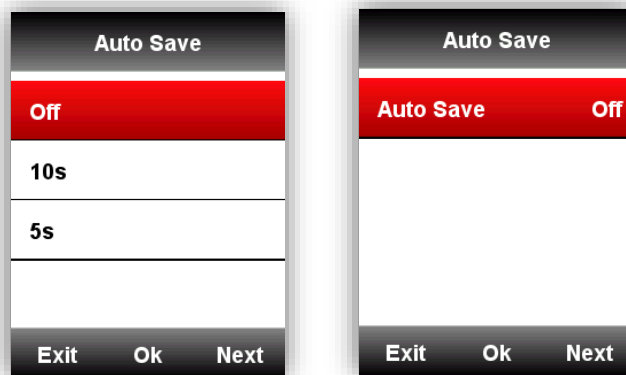 Auto Save
Off
10s
5s
Exit Ok Next
Auto Save
Auto Save Off
Exit Ok Next